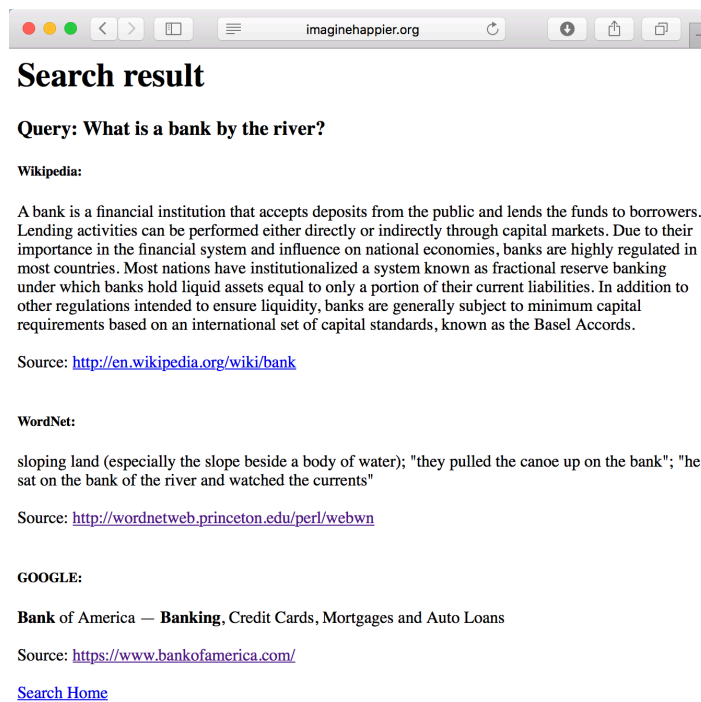 imaginehappier.org
Search result
Query: What is a bank by the river?
Wikipedia:
A bank is a financial institution that accepts deposits from the public and lends the funds to borrowers.
Lending activities can be performed either directly or indirectly through capital markets. Due to their
importance in the financial system and influence on national economies, banks are highly regulated in
most countries. Most nations have institutionalized a system known as fractional reserve banking
under which banks hold liquid assets equal to only a portion of their current liabilities. In addition to
other regulations intended to ensure liquidity, banks are generally subject to minimum capital
requirements based on an international set of capital standards, known as the Basel Accords.
Source: http://en.wikipedia.org/wiki/bank
WordNet:
sloping land (especially the slope beside a body of water); "they pulled the canoe up on the bank"; "he
sat on the bank of the river and watched the currents"
Source: http://wordnetweb.princeton.edu/perl/webwn
GOOGLE:
Bank of America — Banking, Credit Cards, Mortgages and Auto Loans
Source: https://www.bankofamerica.com/
Search Home